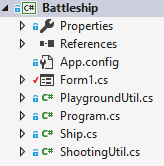 C# Battleship
Properties
References
App.config
Form1.cs
PlaygroundUtil.cs
Program.cs
Ship.cs
ShootingUtil.cs